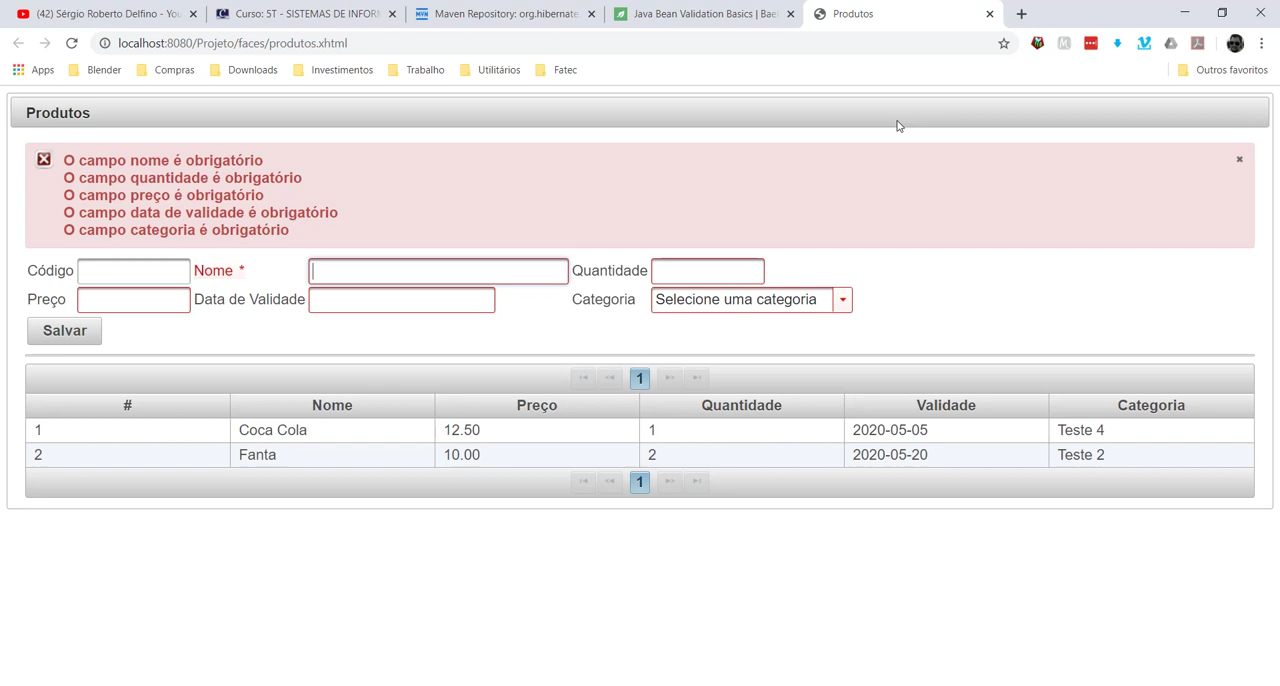 (42) Sérgio Roberto Delfino - You
Curso: 5T - SISTEMAS DE INFOR
Maven Repository: org.hibernate
Java Bean Validation Basics | Bae
Produtos
localhost:8080/Projeto/faces/produtos.xhtml
Apps Blender Compras Downloads Investimentos Trabalho Utilitários Fatec Outros favoritos
Produtos
O campo nome é obrigatório
O campo quantidade é obrigatório
O campo preço é obrigatório
O campo data de validade é obrigatório
O campo categoria é obrigatório
Código Nome * Quantidade
Preço Data de Validade Categoria Selecione uma categoria
Salvar
1
# Nome Preço Quantidade Validade Categoria
1 Coca Cola 12.50 1 2020-05-05 Teste 4
2 Fanta 10.00 2 2020-05-20 Teste 2
1